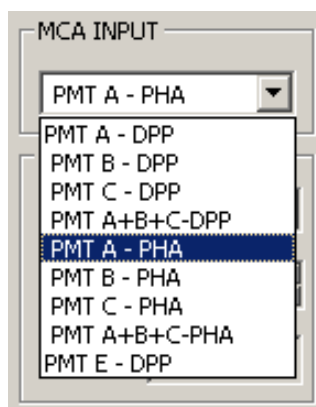 MCA INPUT
PMT A - PHA
PMT A - DPP
PMT B - DPP
PMT C - DPP
PMT A+B+C-DPP
PMT A - PHA
PMT B - PHA
PMT C - PHA
PMT A+B+C-PHA
PMT E - DPP